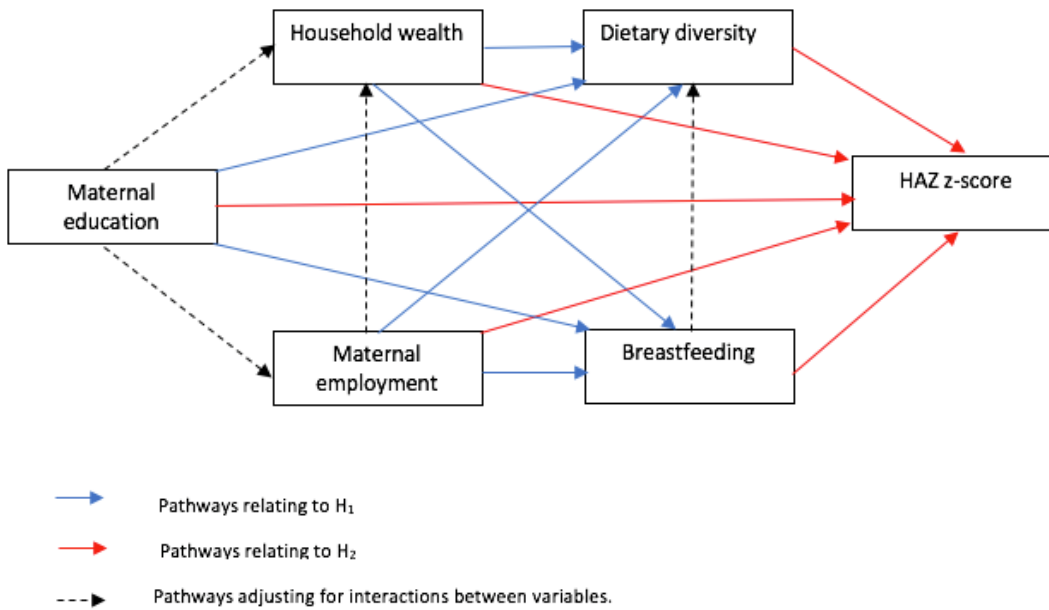 Household wealth
Dietary diversity
Maternal
education
HAZ z-score
Maternal
employment
Breastfeeding
Pathways relating to H₁
Pathways relating to H₂
Pathways adjusting for interactions between variables.